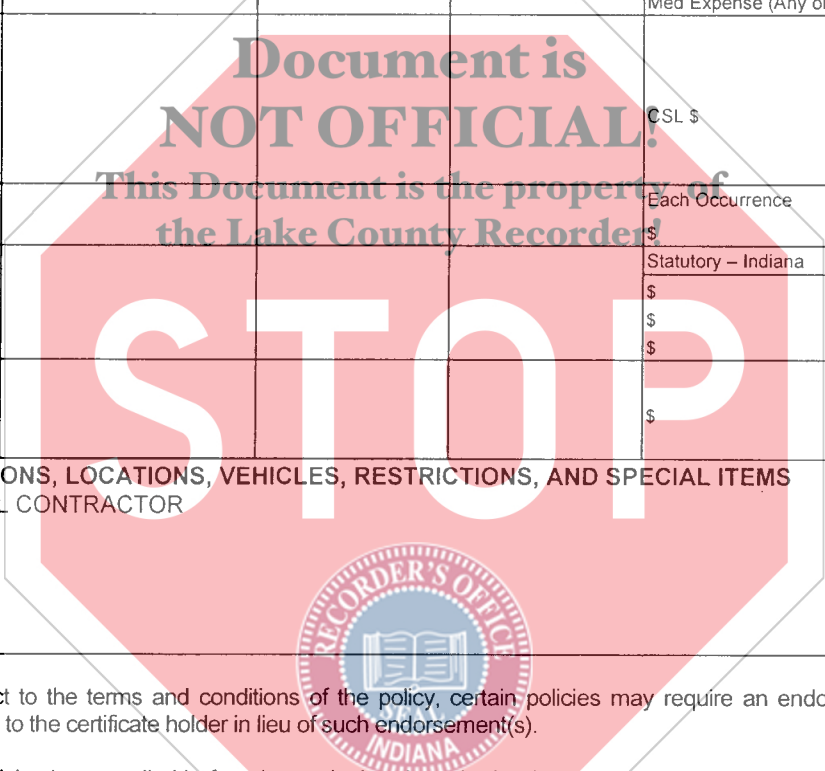 Med Expense (Any
Document is
NOT OFFICIAL!
CSL $
This Document is the property of
the Lake County Recorder!
Each Occurrence
$
Statutory – Indiana
$
$
$
$
STOP
ONS, LOCATIONS, VEHICLES, RESTRICTIONS, AND SPECIAL ITEMS
CONTRACTOR
RECORDER'S OFFICE
SEAL
INDIANA
to the terms and conditions of the policy, certain policies may require an
to the certificate holder in lieu of such endorsement(s).